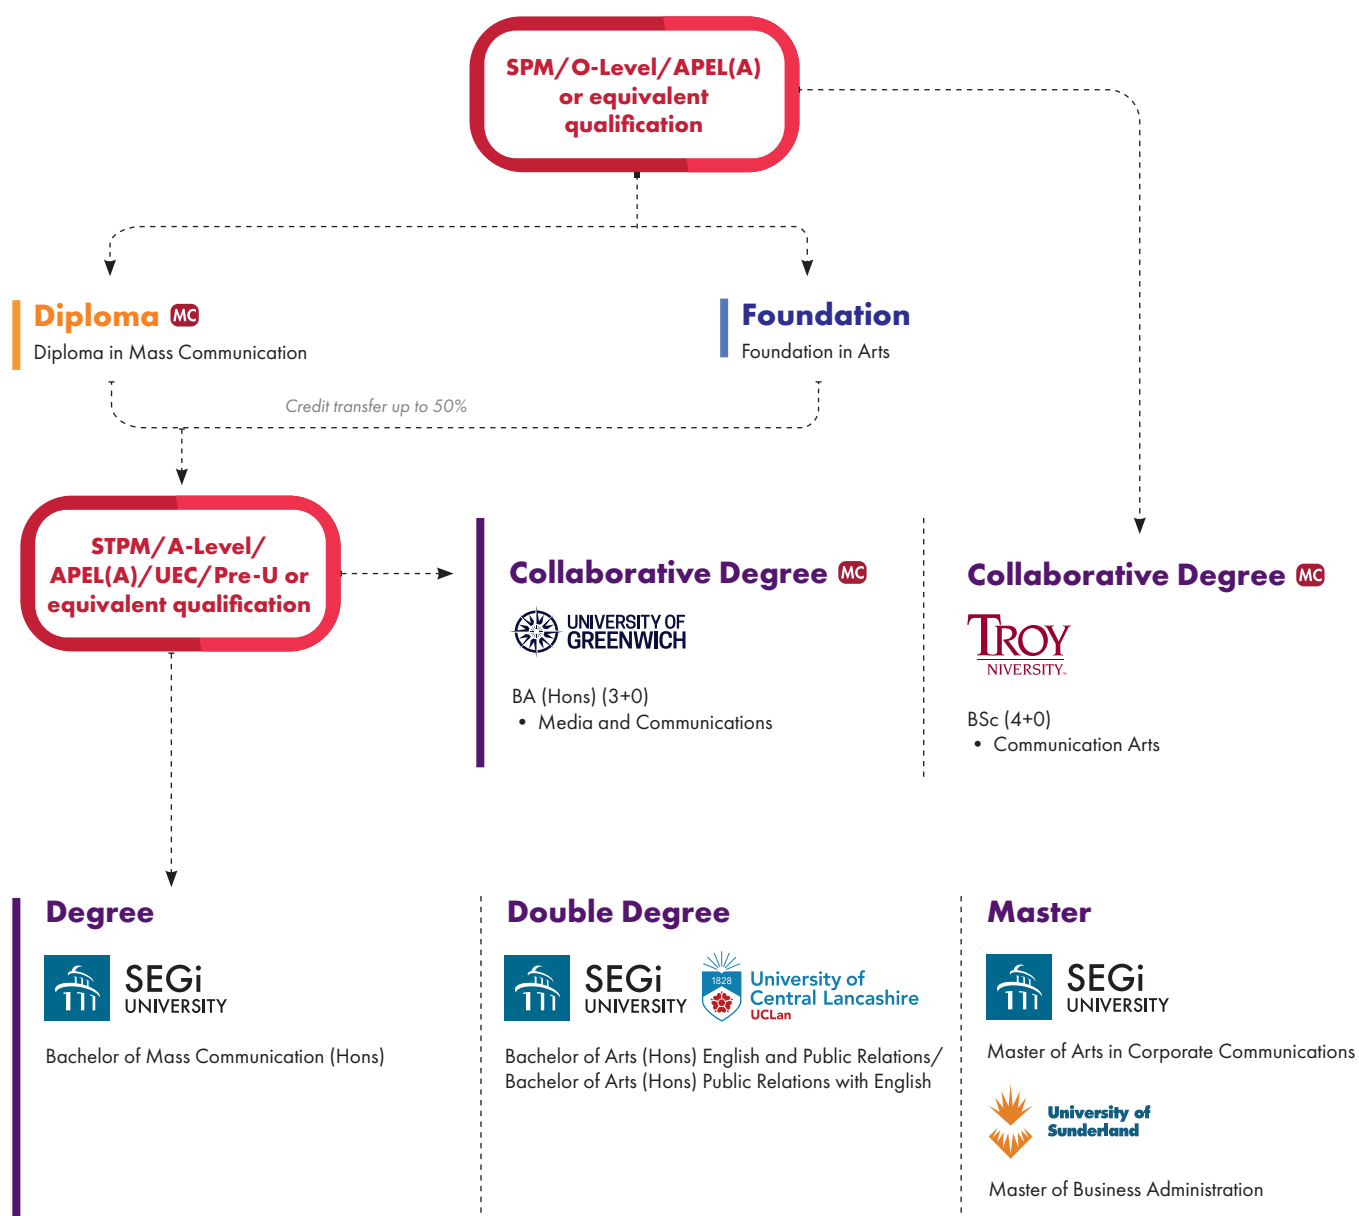 SPM/O-Level/APEL(A)
or equivalent
qualification
Diploma MC
Diploma in Mass Communication
Foundation
Foundation in Arts
Credit transfer up to 50%
STPM/A-Level/
APEL(A)/UEC/Pre-U or
equivalent qualification
Collaborative Degree MC
UNIVERSITY OF
GREENWICH
BA (Hons) (3+0)
• Media and Communications
Collaborative Degree MC
TROY
NIVERSITY™
BSc (4+0)
• Communication Arts
Degree
SEGi
UNIVERSITY
Bachelor of Mass Communication (Hons)
Double Degree
SEGi
UNIVERSITY
1828
University of
Central Lancashire
UCLan
Bachelor of Arts (Hons) English and Public Relations/
Bachelor of Arts (Hons) Public Relations with English
Master
SEGi
UNIVERSITY
Master of Arts in Corporate Communications
University of
Sunderland
Master of Business Administration